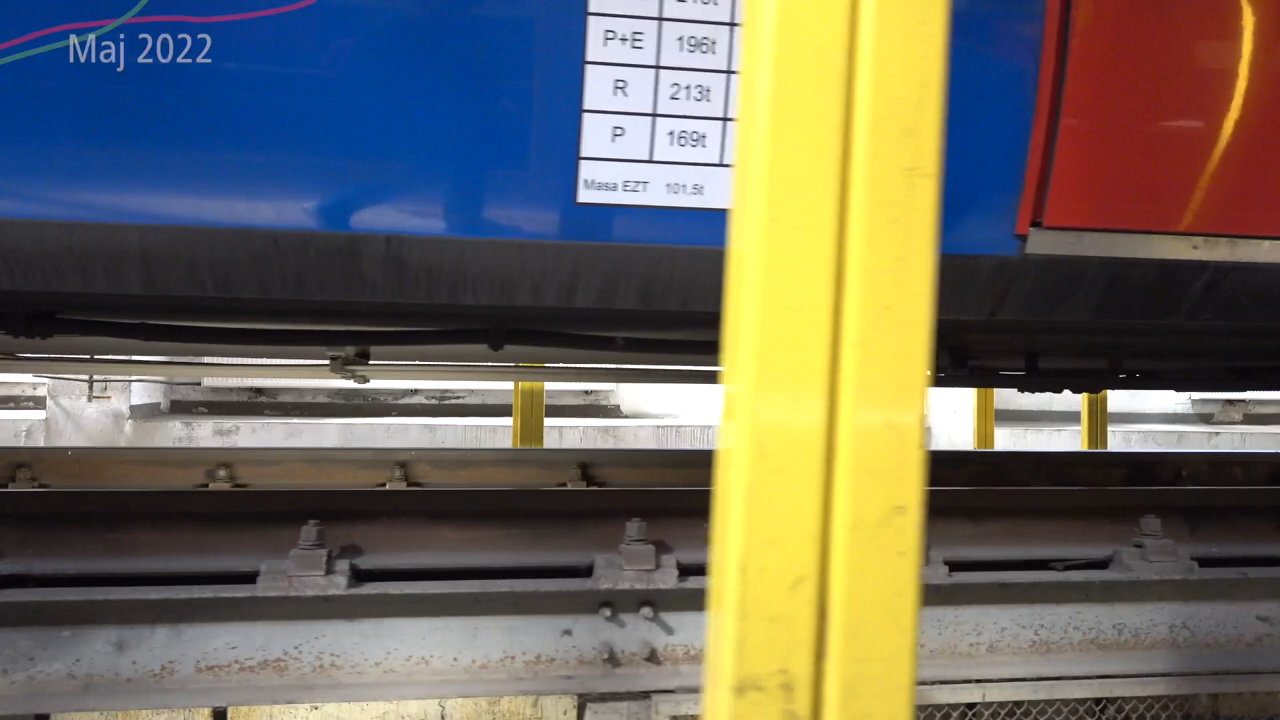 Maj 2022
P+E 196t
R 213t
P 169t
Masa EZT 101,5t